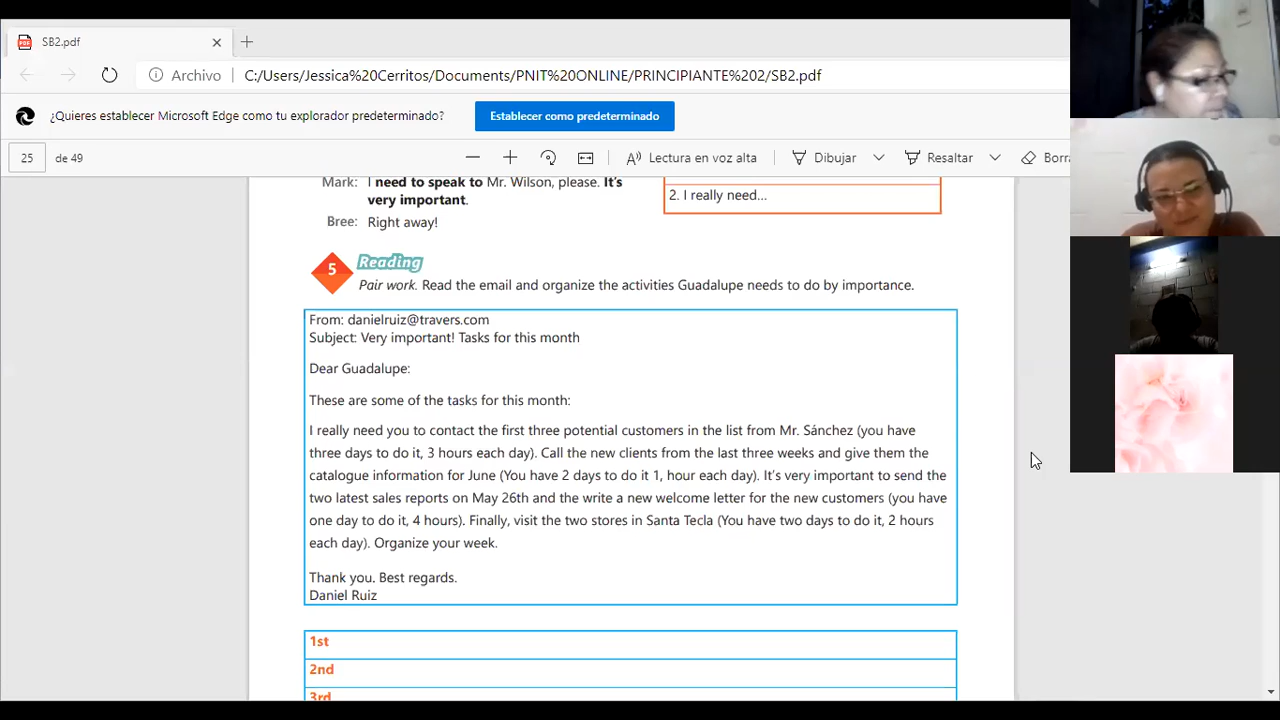 SB2.pdf
Archivo C:/Users/Jessica%20Cerritos/Documents/PNIT%20ONLINE/PRINCIPIANTE%202/SB2.pdf
¿Quieres establecer Microsoft Edge como tu explorador predeterminado? Establecer como predeterminado
25 de 49 Lectura en voz alta Dibujar Resaltar Borra
Mark: I need to speak to Mr. Wilson, please. It's
very important.
Bree: Right away!
2. I really need...
5 Reading
Pair work. Read the email and organize the activities Guadalupe needs to do by importance.
From: danielruiz@travers.com
Subject: Very important! Tasks for this month
Dear Guadalupe:
These are some of the tasks for this month:
I really need you to contact the first three potential customers in the list from Mr. Sánchez (you have
three days to do it, 3 hours each day). Call the new clients from the last three weeks and give them the
catalogue information for June (You have 2 days to do it 1, hour each day). It's very important to send the
two latest sales reports on May 26th and the write a new welcome letter for the new customers (you have
one day to do it, 4 hours). Finally, visit the two stores in Santa Tecla (You have two days to do it, 2 hours
each day). Organize your week.
Thank you. Best regards.
Daniel Ruiz
1st
2nd
3rd